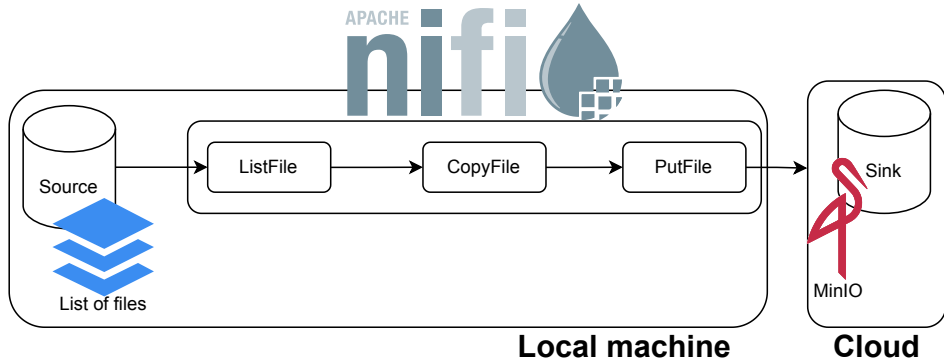 APACHE
nifi
Source
ListFile
CopyFile
PutFile
Sink
List of files
MinIO
Local machine
Cloud